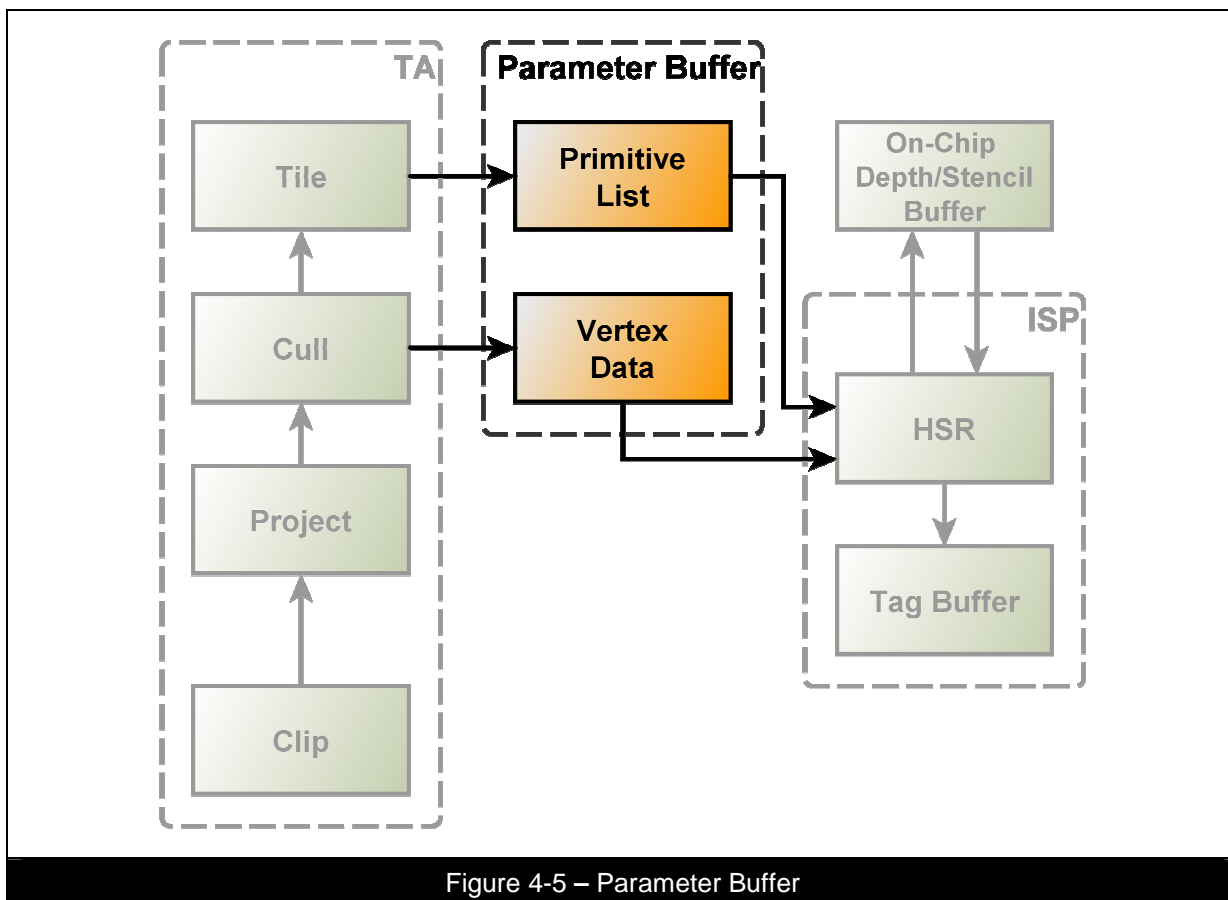 TA
Parameter Buffer
Tile
Primitive
List
On-Chip
Depth/Stencil
Buffer
Cull
Vertex
Data
ISP
HSR
Project
Tag Buffer
Clip
Figure 4-5 – Parameter Buffer